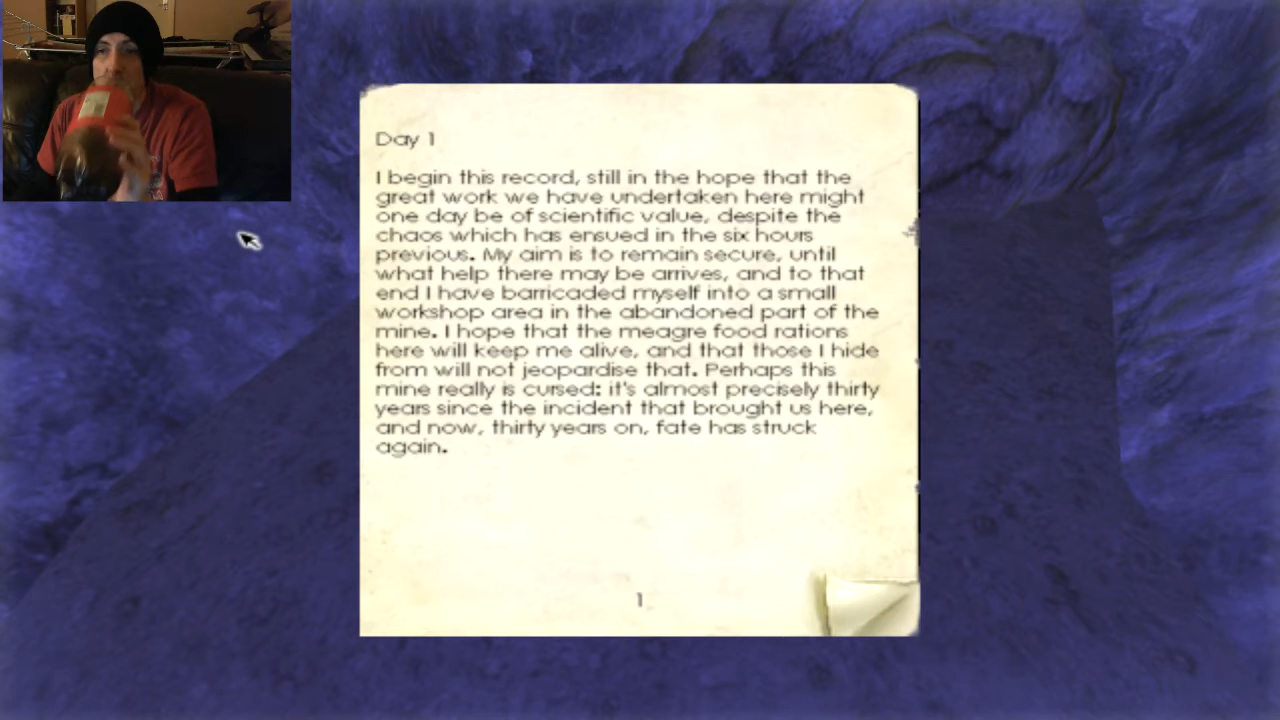 Day 1
I begin this record, still in the hope that the
great work we have undertaken here might
one day be of scientific value, despite the
chaos which has ensued in the six hours
previous. My aim is to remain secure, until
what help there may be arrives, and to that
end I have barricaded myself into a small
workshop area in the abandoned part of the
mine. I hope that the meagre food rations
here will keep me alive, and that those I hide
from will not jeopardise that. Perhaps this
mine really is cursed: it's almost precisely thirty
years since the incident that brought us here,
and now, thirty years on, fate has struck
again.
1